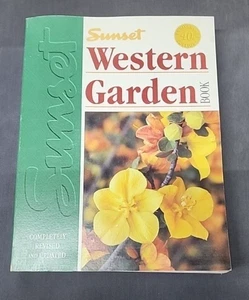 Sunset
Sunset
Western
Garden
BOOK
COMPLETELY
REVISED
AND UPDATED